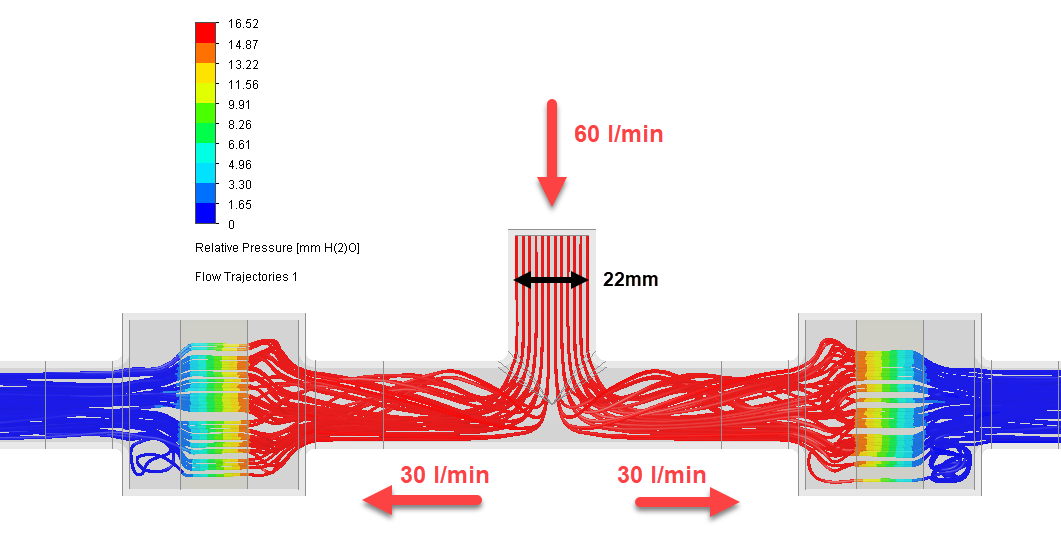 16.52
14.87
13.22
11.56
9.91
8.26
6.61
4.96
3.30
1.65
0
Relative Pressure [mm H(2)O]
Flow Trajectories 1
60 l/min
22mm
30 l/min
30 l/min